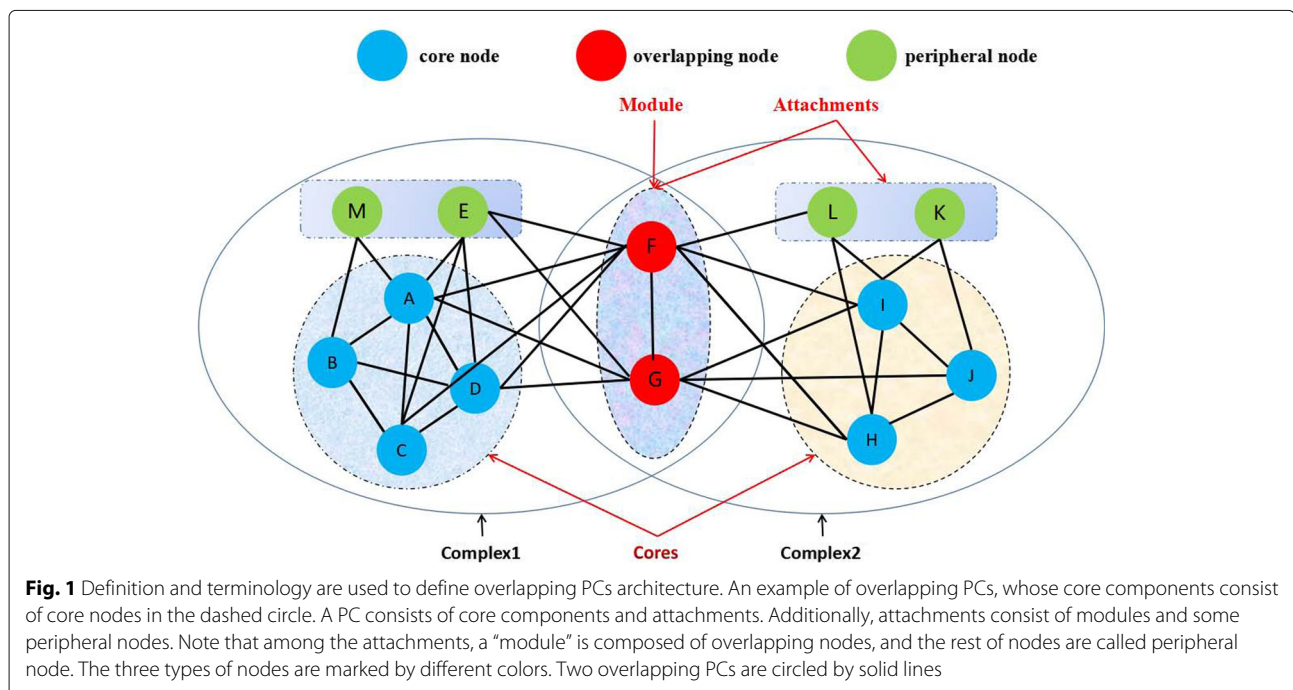 core node
overlapping node
peripheral node
Module
Attachments
M
E
F
L
K
A
I
B
D
G
J
C
H
Complex1
Cores
Complex2
Fig. 1 Definition and terminology are used to define overlapping PCs architecture. An example of overlapping PCs, whose core components consist
of core nodes in the dashed circle. A PC consists of core components and attachments. Additionally, attachments consist of modules and some
peripheral nodes. Note that among the attachments, a “module” is composed of overlapping nodes, and the rest of nodes are called peripheral
node. The three types of nodes are marked by different colors. Two overlapping PCs are circled by solid lines